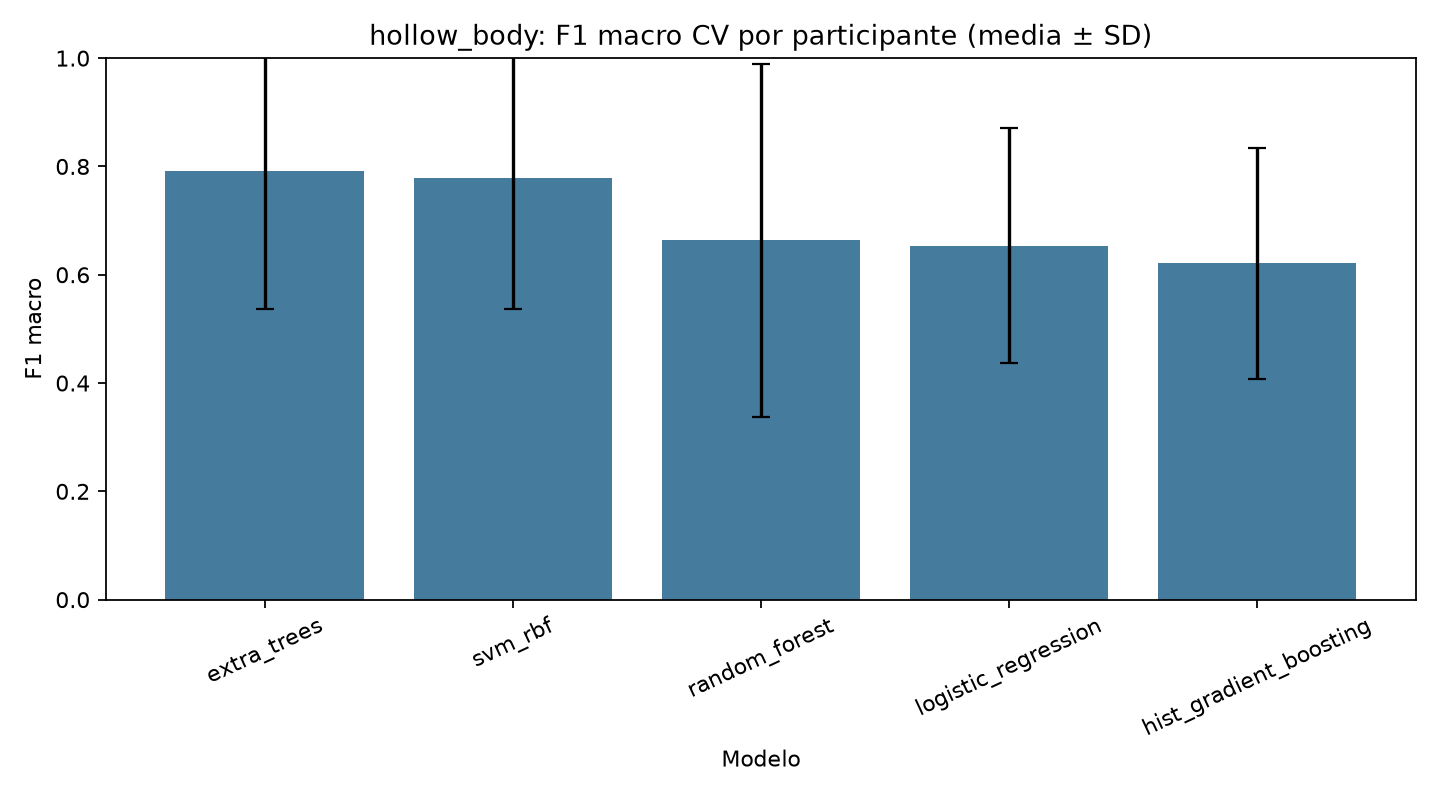 hollow_body: F1 macro CV por participante (media ± SD)
1.0
0.8
0.6
0.4
0.2
0.0
F1 macro
extra_trees
svm_rbf
random_forest
logistic_regression
hist_gradient_boosting
Modelo